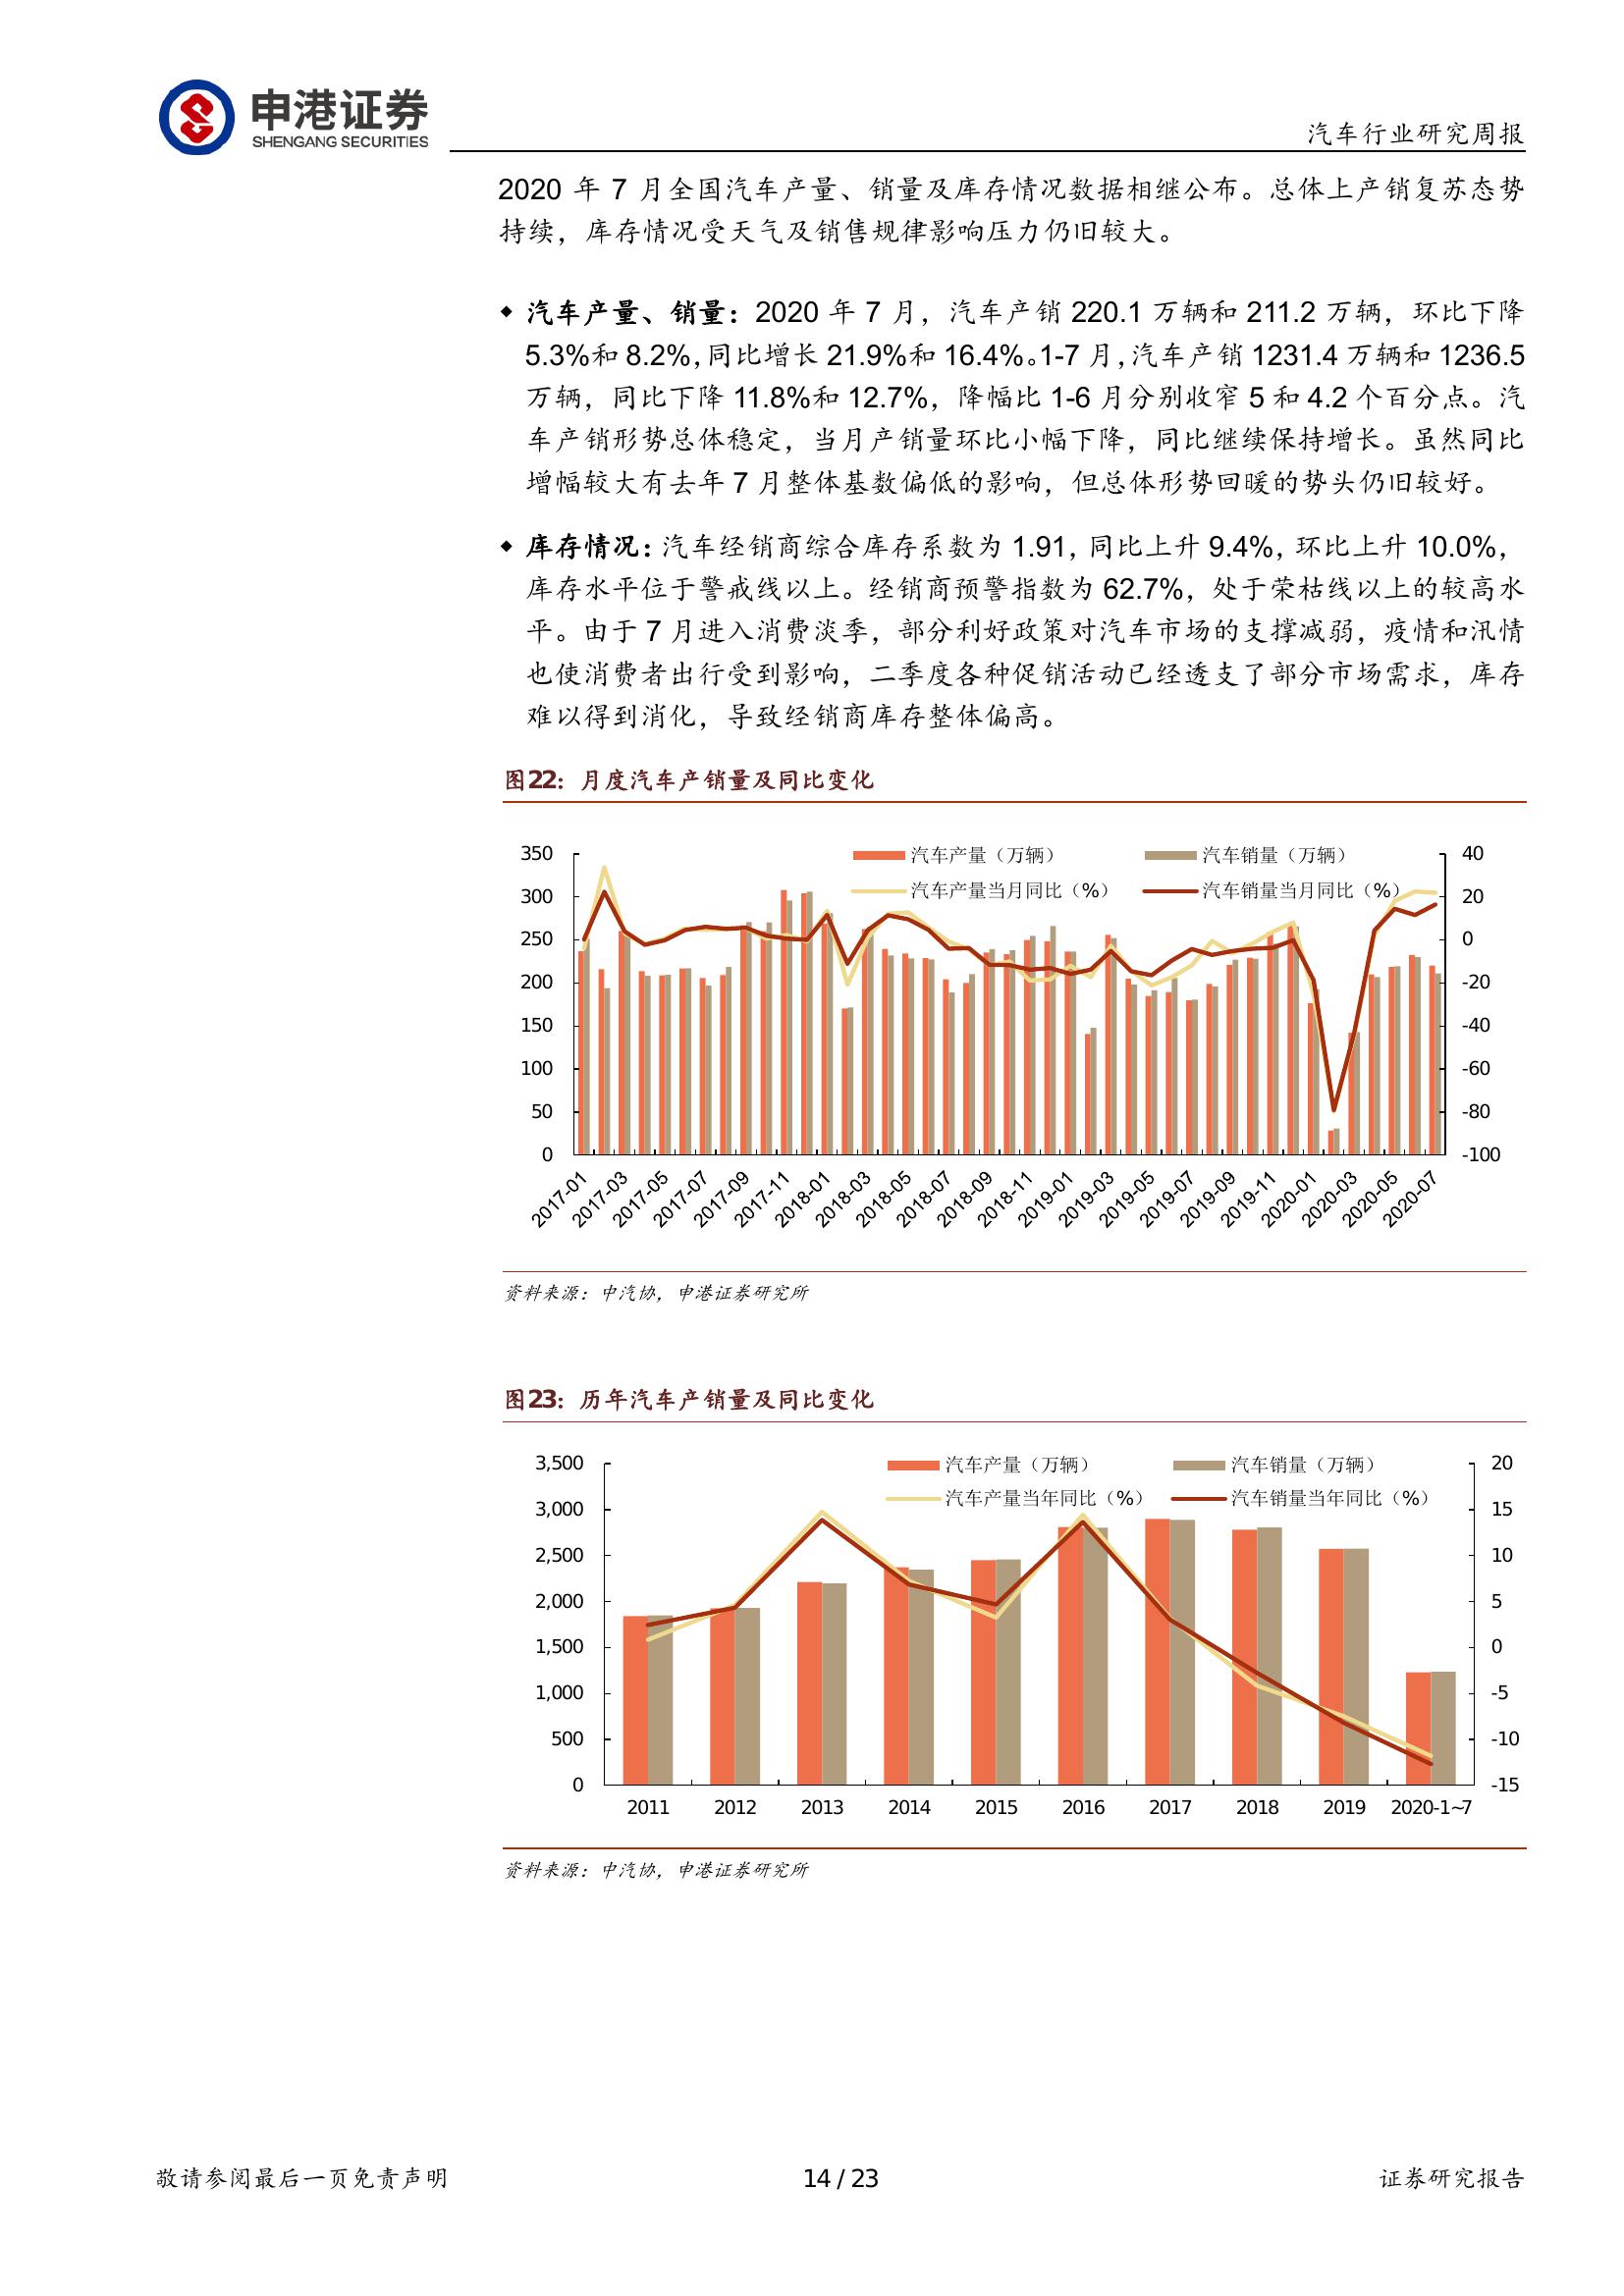 申港证券
SHENGANG SECURITIES
汽车行业研究周报
2020 年 7 月全国汽车产量、销量及库存情况数据相继公布。总体上产销复苏态势
持续，库存情况受天气及销售规律影响压力仍旧较大。
◆ 汽车产量、销量：2020 年 7 月，汽车产销 220.1 万辆和 211.2 万辆，环比下降
5.3%和 8.2%，同比增长 21.9%和 16.4%。1-7 月，汽车产销 1231.4 万辆和 1236.5
万辆，同比下降 11.8%和 12.7%，降幅比 1-6 月分别收窄 5 和 4.2 个百分点。汽
车产销形势总体稳定，当月产销量环比小幅下降，同比继续保持增长。虽然同比
增幅较大有去年 7 月整体基数偏低的影响，但总体形势回暖的势头仍旧较好。
◆ 库存情况：汽车经销商综合库存系数为 1.91，同比上升 9.4%，环比上升 10.0%，
库存水平位于警戒线以上。经销商预警指数为 62.7%，处于荣枯线以上的较高水
平。由于 7 月进入消费淡季，部分利好政策对汽车市场的支撑减弱，疫情和汛情
也使消费者出行受到影响，二季度各种促销活动已经透支了部分市场需求，库存
难以得到消化，导致经销商库存整体偏高。
图22：月度汽车产销量及同比变化
汽车产量（万辆） 汽车销量（万辆）
汽车产量当月同比（%） 汽车销量当月同比（%）
350 40
300 20
250 0
200 -20
150 -40
100 -60
50 -80
0 -100
2017-01 2017-03 2017-05 2017-07 2017-09 2017-11 2018-01 2018-03 2018-05 2018-07 2018-09 2018-11 2019-01 2019-03 2019-05 2019-07 2019-09 2019-11 2020-01 2020-03 2020-05 2020-07
资料来源：中汽协，申港证券研究所
图23：历年汽车产销量及同比变化
汽车产量（万辆） 汽车销量（万辆）
汽车产量当年同比（%） 汽车销量当年同比（%）
3,500 20
3,000 15
2,500 10
2,000 5
1,500 0
1,000 -5
500 -10
0 -15
2011 2012 2013 2014 2015 2016 2017 2018 2019 2020-1~7
资料来源：中汽协，申港证券研究所
敬请参阅最后一页免责声明 14 / 23 证券研究报告